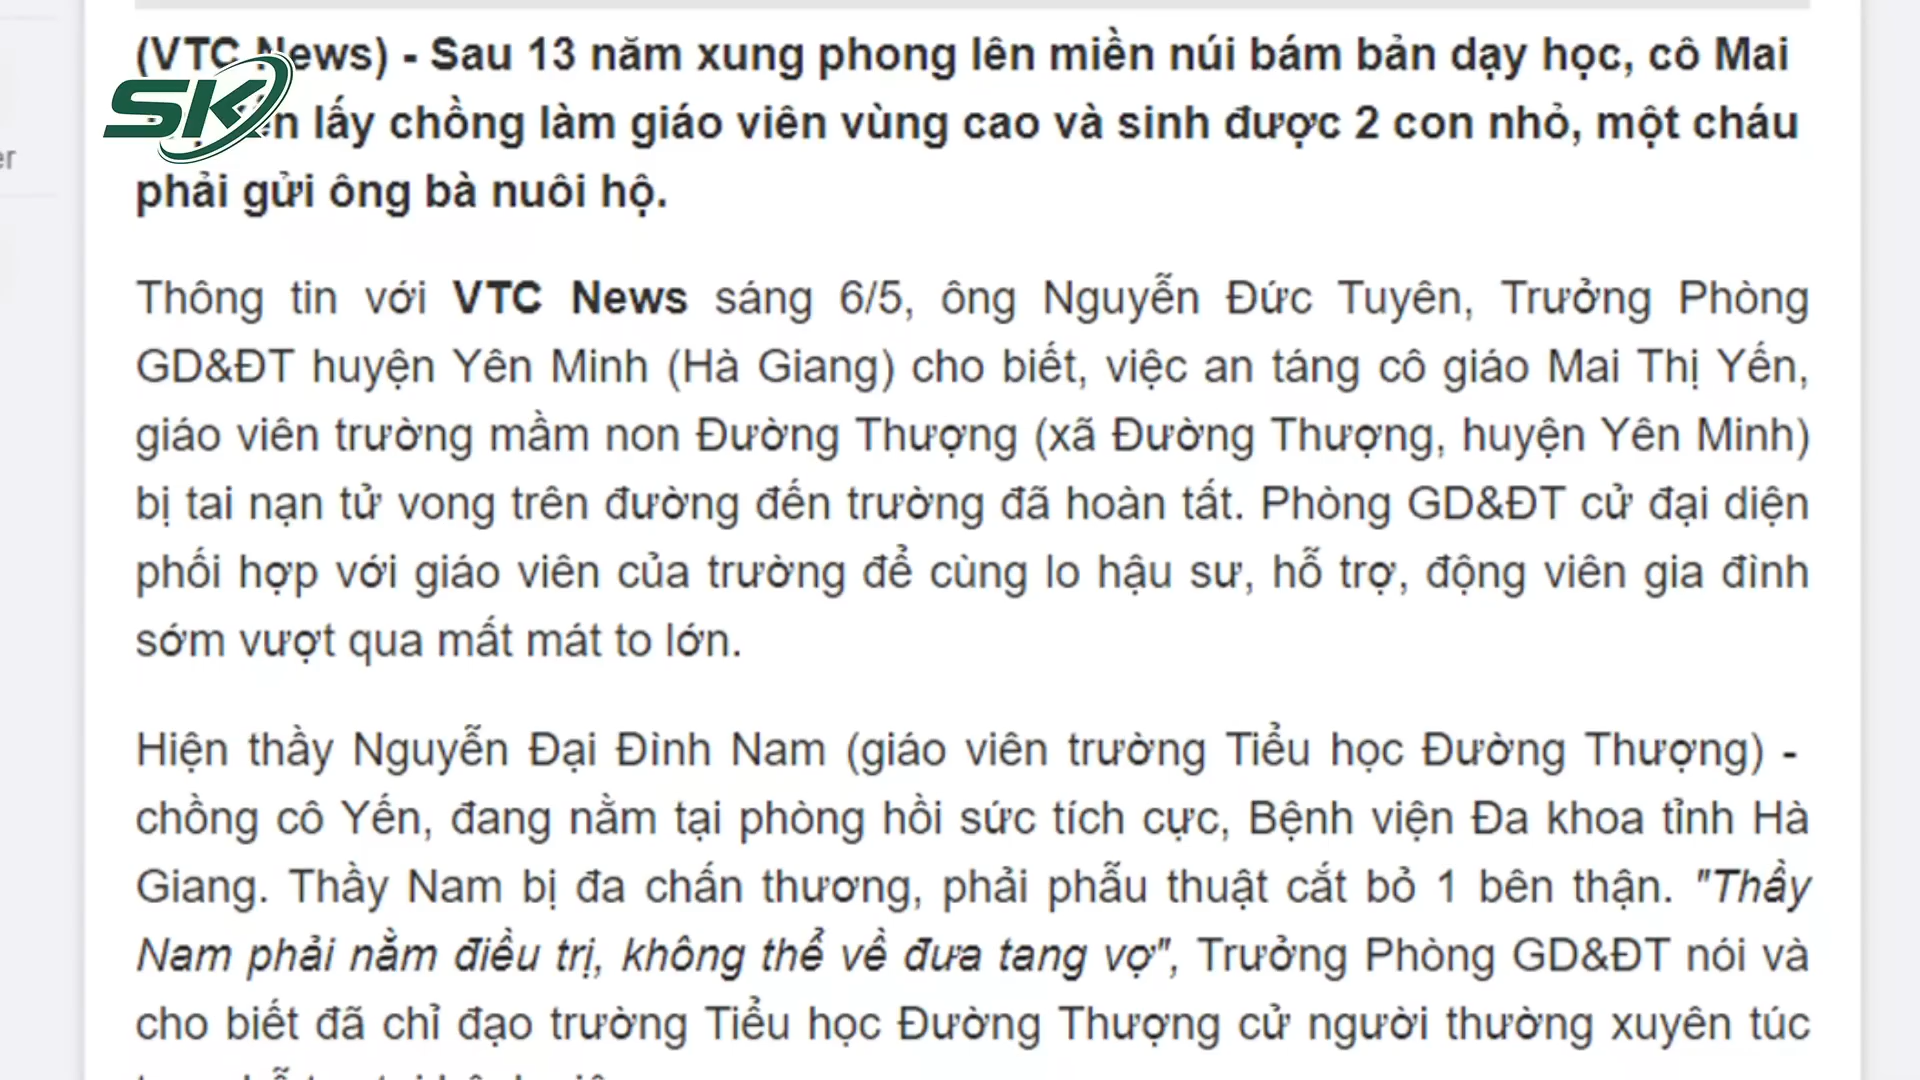 (VTC News) - Sau 13 năm xung phong lên miền núi bám bản dạy học, cô Mai
SK lấy chồng làm giáo viên vùng cao và sinh được 2 con nhỏ, một cháu
er
phải gửi ông bà nuôi hộ.
Thông tin với VTC News sáng 6/5, ông Nguyễn Đức Tuyên, Trưởng Phòng
GD&ĐT huyện Yên Minh (Hà Giang) cho biết, việc an táng cô giáo Mai Thị Yến,
giáo viên trường mầm non Đường Thượng (xã Đường Thượng, huyện Yên Minh)
bị tai nạn tử vong trên đường đến trường đã hoàn tất. Phòng GD&ĐT cử đại diện
phối hợp với giáo viên của trường để cùng lo hậu sư, hỗ trợ, động viên gia đình
sớm vượt qua mất mát to lớn.
Hiện thầy Nguyễn Đại Đình Nam (giáo viên trường Tiểu học Đường Thượng) -
chồng cô Yến, đang nằm tại phòng hồi sức tích cực, Bệnh viện Đa khoa tỉnh Hà
Giang. Thầy Nam bị đa chấn thương, phải phẫu thuật cắt bỏ 1 bên thận. "Thầy
Nam phải nằm điều trị, không thể về đưa tang vợ", Trưởng Phòng GD&ĐT nói và
cho biết đã chỉ đạo trường Tiểu học Đường Thượng cử người thường xuyên túc